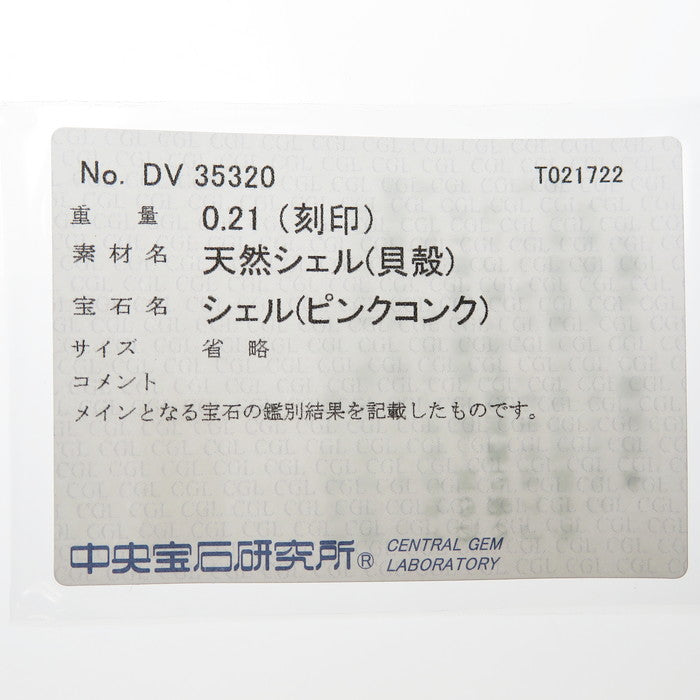 No. DV 35320 T021722
重 量 0.21 (刻印)
素材名 天然シェル(貝殻)
宝石名 シェル(ピンクコンク)
サイズ 省 略
コメント
メインとなる宝石の鑑別結果を記載したものです。
中央宝石研究所® CENTRAL GEM
LABORATORY